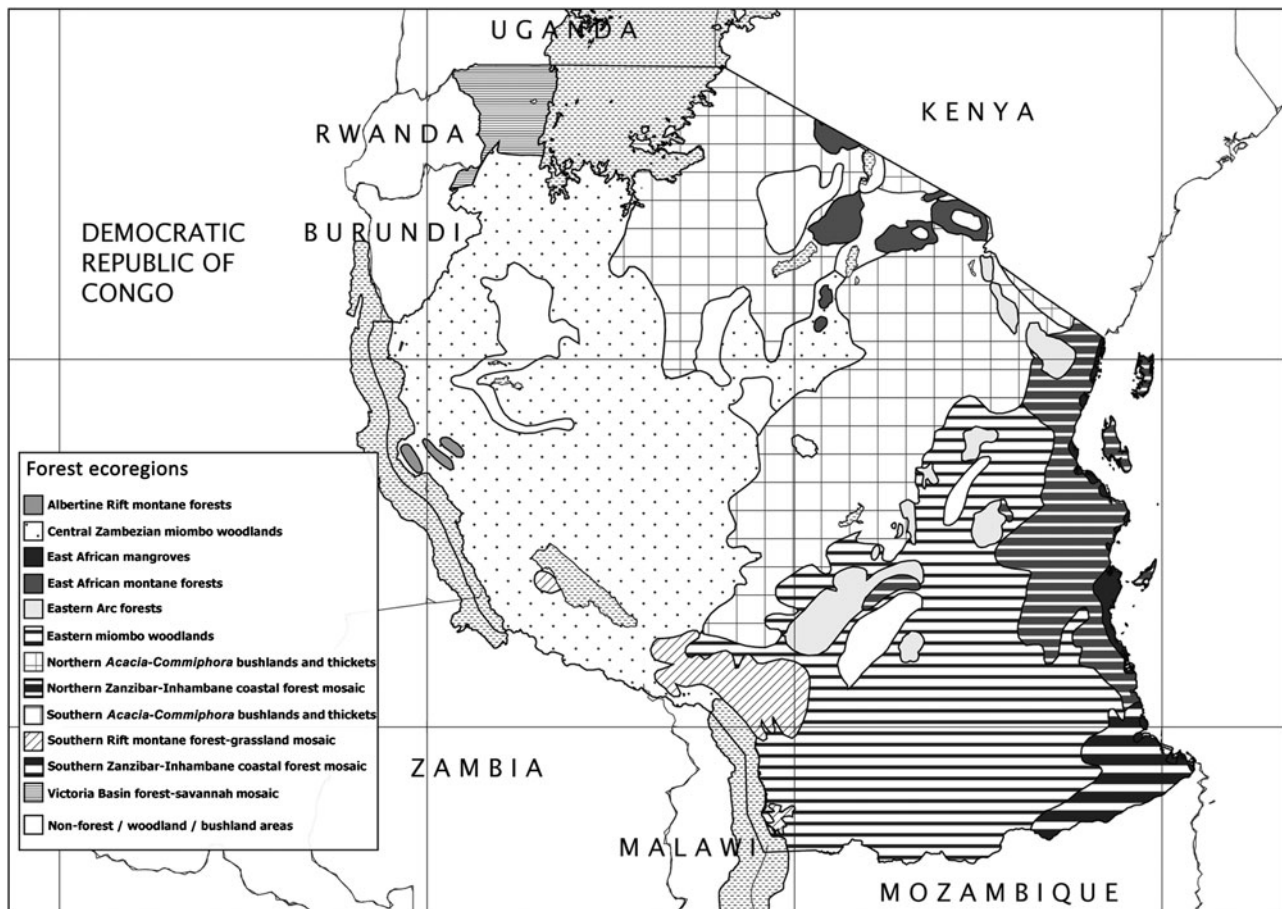 UGANDA
KENYA
RWANDA
DEMOCRATIC
REPUBLIC OF
CONGO
BURUNDI
Forest ecoregions
Albertine Rift montane forests
Central Zambezian miombo woodlands
East African mangroves
East African montane forests
Eastern Arc forests
Eastern miombo woodlands
Northern Acacia-Commiphora bushlands and thickets
Northern Zanzibar-Inhambane coastal forest mosaic
Southern Acacia-Commiphora bushlands and thickets
Southern Rift montane forest-grassland mosaic
Southern Zanzibar-Inhambane coastal forest mosaic
Victoria Basin forest-savannah mosaic
Non-forest / woodland / bushland areas
ZAMBIA
MALAWI
MOZAMBIQUE